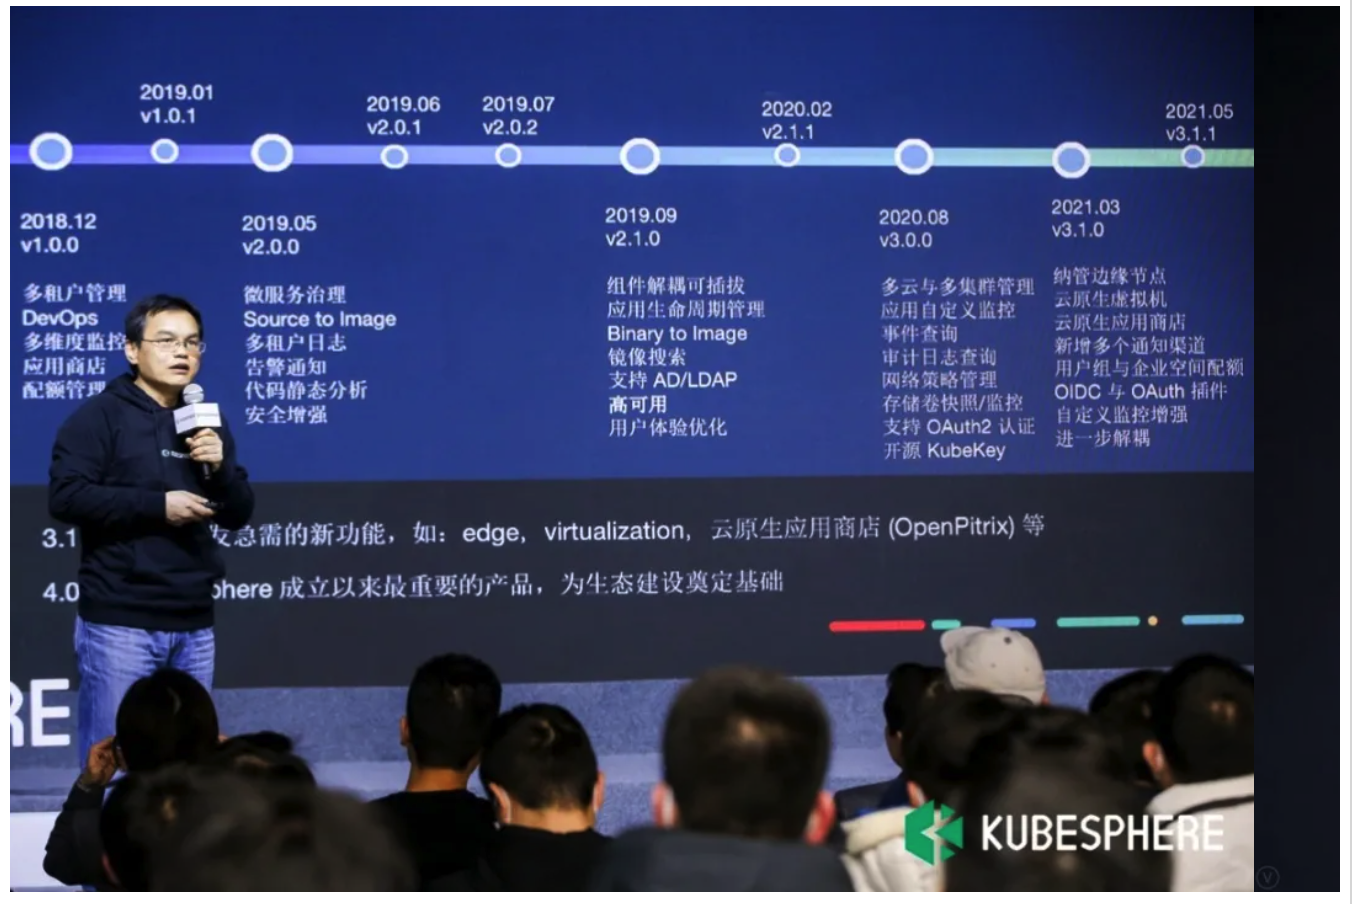 2019.01
v1.0.1
2019.06
v2.0.1
2019.07
v2.0.2
2020.02
v2.1.1
2021.05
v3.1.1
2018.12
v1.0.0
多租户管理
DevOps
多维度监控
应用商店
配额管理
2019.05
v2.0.0
微服务治理
Source to Image
多租户日志
告警通知
代码静态分析
安全增强
2019.09
v2.1.0
组件解耦可插拔
应用生命周期管理
Binary to Image
镜像搜索
支持 AD/LDAP
高可用
用户体验优化
2020.08
v3.0.0
多云与多集群管理
应用自定义监控
事件查询
审计日志查询
网络策略管理
存储卷快照/监控
支持 OAuth2 认证
开源 KubeKey
2021.03
v3.1.0
纳管边缘节点
云原生虚拟机
云原生应用商店
新增多个通知渠道
用户组与企业空间配额
OIDC 与 OAuth 插件
自定义监控增强
进一步解耦
3.1 发急需的新功能，如：edge，virtualization，云原生应用商店 (OpenPitrix) 等
4.0 phere 成立以来最重要的产品，为生态建设奠定基础
RE
KUBESPHERE